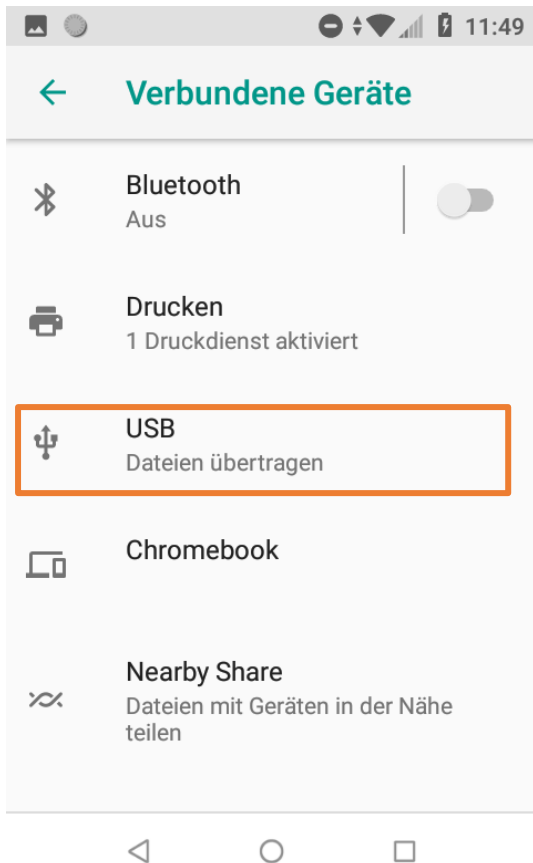 11:49
Verbundene Geräte
Bluetooth
Aus
Drucken
1 Druckdienst aktiviert
USB
Dateien übertragen
Chromebook
Nearby Share
Dateien mit Geräten in der Nähe
teilen